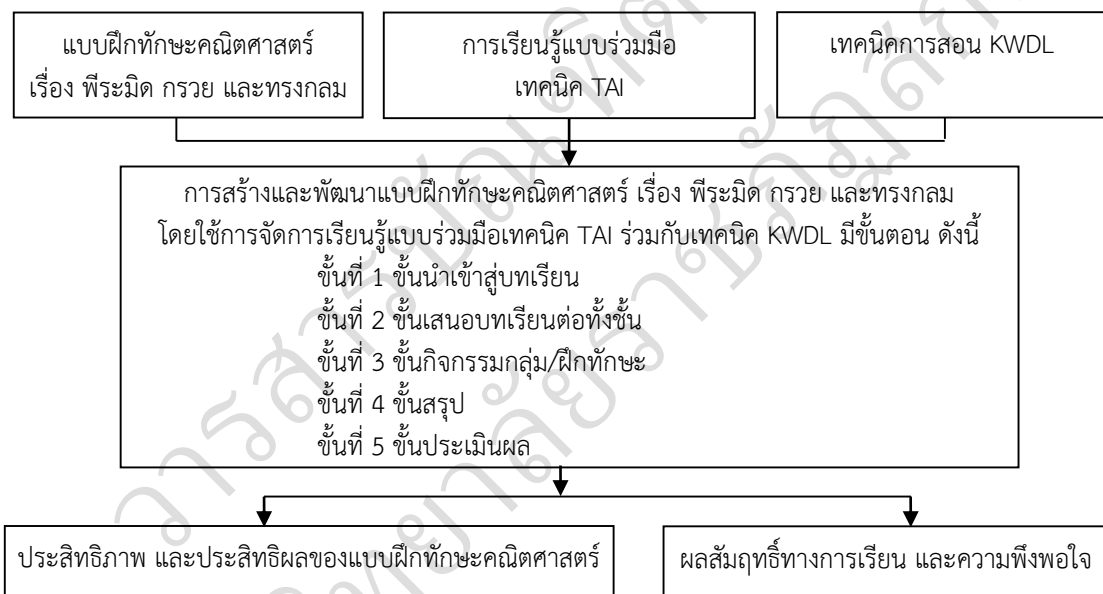 แบบฝึกทักษะคณิตศาสตร์
เรื่อง พีระมิด กรวย และทรงกลม
การเรียนรู้แบบร่วมมือ
เทคนิค TAI
เทคนิคการสอน KWDL
การสร้างและพัฒนาแบบฝึกทักษะคณิตศาสตร์ เรื่อง พีระมิด กรวย และทรงกลม
โดยใช้การจัดการเรียนรู้แบบร่วมมือเทคนิค TAI ร่วมกับเทคนิค KWDL มีขั้นตอน ดังนี้
ขั้นที่ 1 ขั้นนำเข้าสู่บทเรียน
ขั้นที่ 2 ขั้นเสนอบทเรียนต่อทั้งชั้น
ขั้นที่ 3 ขั้นกิจกรรมกลุ่ม/ฝึกทักษะ
ขั้นที่ 4 ขั้นสรุป
ขั้นที่ 5 ขั้นประเมินผล
ประสิทธิภาพ และประสิทธิผลของแบบฝึกทักษะคณิตศาสตร์
ผลสัมฤทธิ์ทางการเรียน และความพึงพอใจ